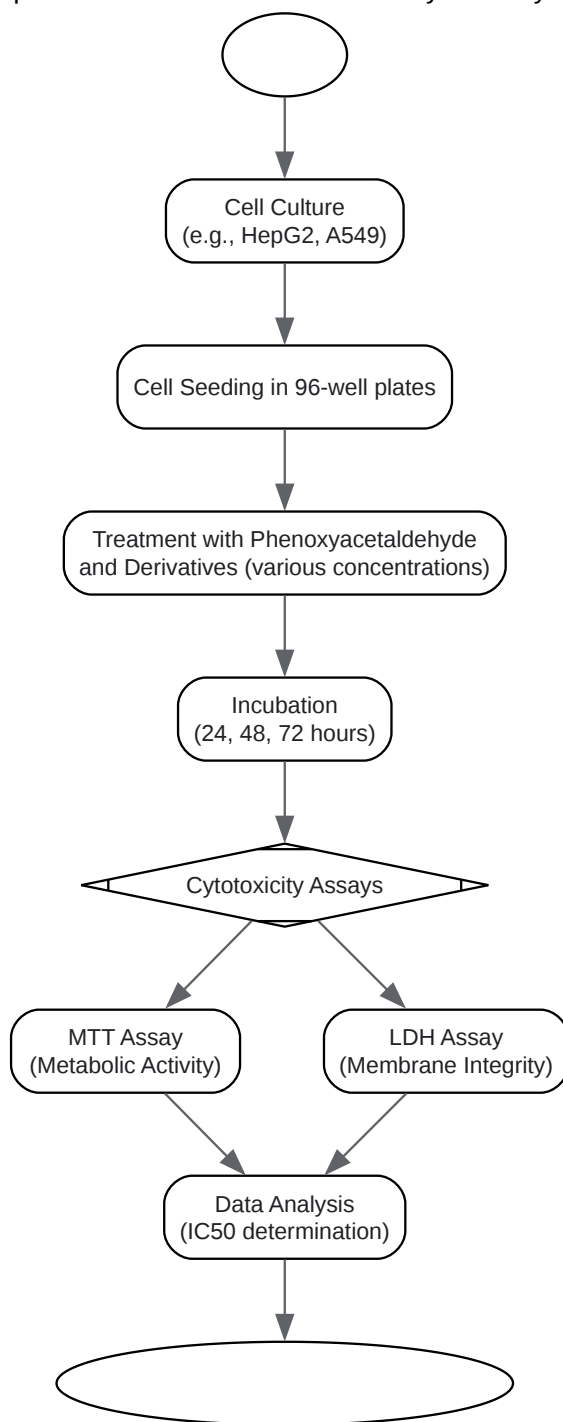 Cell Culture
(e.g., HepG2, A549)
Cell Seeding in 96-well plates
Treatment with Phenoxyacetaldehyde
and Derivatives (various concentrations)
Incubation
(24, 48, 72 hours)
Cytotoxicity Assays
MTT Assay
(Metabolic Activity)
LDH Assay
(Membrane Integrity)
Data Analysis
(IC50 determination)